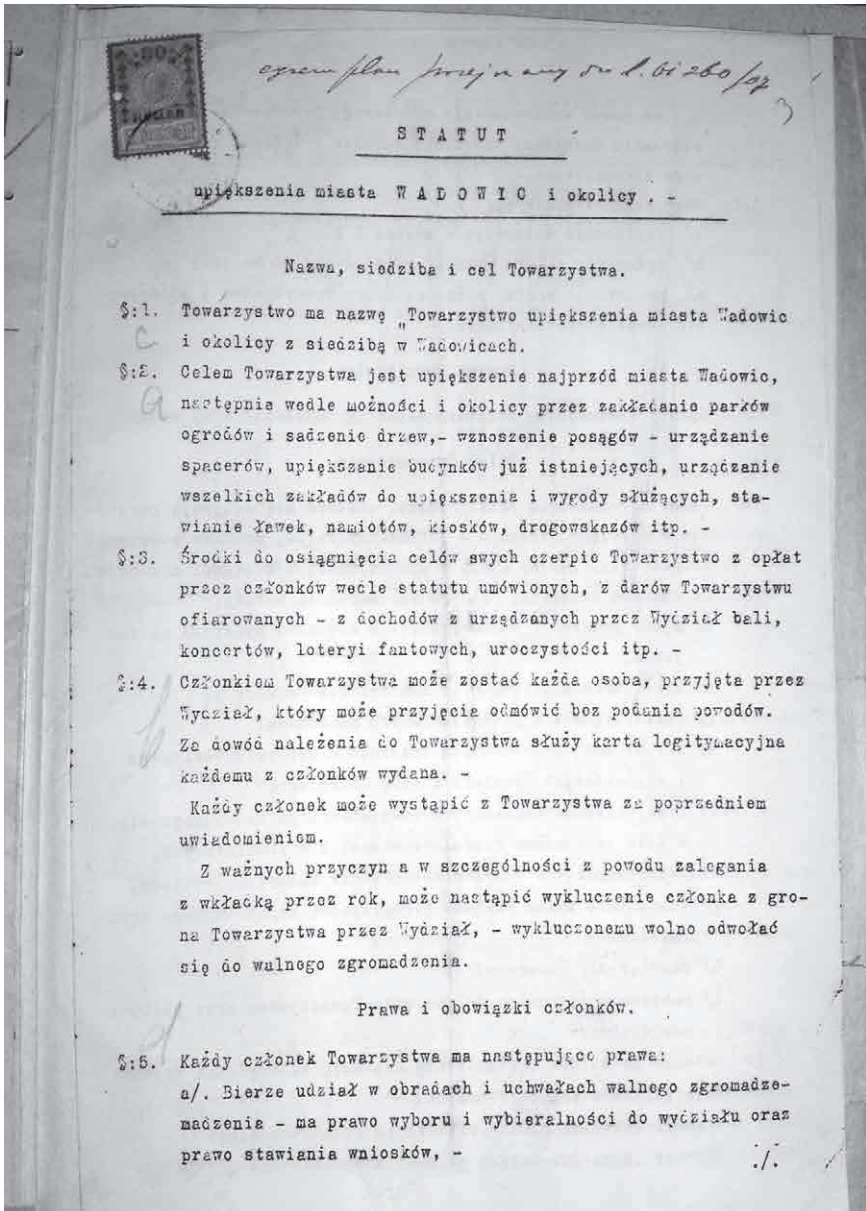 80
egzemplarz przejrzany do l. 61260/07
3
STATUT
upiększenia miasta WADOWIC i okolicy. -
Nazwa, siedziba i cel Towarzystwa.
§:1. Towarzystwo ma nazwę „Towarzystwo upiększenia miasta Wadowic
i okolicy z siedzibą w Wadowicach.
§:2. Celem Towarzystwa jest upiększenie najprzód miasta Wadowic,
następnie wedle możności i okolicy przez zakładanie parków
ogrodów i sadzenie drzew,- wznoszenie posągów - urządzanie
spacerów, upiększanie budynków już istniejących, urządzanie
wszelkich zakładów do upiększenia i wygody służących, sta-
wianie ławek, namiotów, kiosków, drogowskazów itp. -
§:3. Środki do osiągnięcia celów swych czerpie Towarzystwo z opłat
przez członków wedle statutu umówionych, z darów Towarzystwu
ofiarowanych - z dochodów z urządzanych przez Wydział bali,
koncertów, loteryi fantowych, uroczystości itp. -
§:4. Członkiem Towarzystwa może zostać każda osoba, przyjęta przez
Wydział, który może przyjęcia odmówić bez podania powodów.
Za dowód należenia do Towarzystwa służy karta legitymacyjna
każdemu z członków wydana. -
Każdy członek może wystąpić z Towarzystwa za poprzedniem
uwiadomieniem.
Z ważnych przyczyn a w szczególności z powodu zalegania
z wkładką przez rok, może nastąpić wykluczenie członka z gro-
na Towarzystwa przez Wydział, - wykluczonemu wolno odwołać
się do walnego zgromadzenia.
Prawa i obowiązki członków.
§:5. Każdy członek Towarzystwa ma następujące prawa:
a/. Bierze udział w obradach i uchwałach walnego zgromadze-
madzenia - ma prawo wyboru i wybieralności do wydziału oraz
prawo stawiania wniosków, -
./.